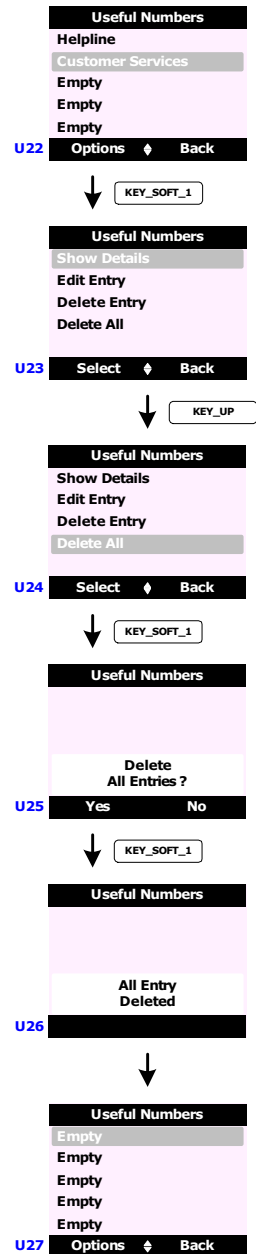 Useful Numbers
Helpline
Customer Services
Empty
Empty
Empty
U22 Options Back
KEY_SOFT_1
Useful Numbers
Show Details
Edit Entry
Delete Entry
Delete All
U23 Select Back
KEY_UP
Useful Numbers
Show Details
Edit Entry
Delete Entry
Delete All
U24 Select Back
KEY_SOFT_1
Useful Numbers
Delete
All Entries ?
U25 Yes No
KEY_SOFT_1
Useful Numbers
All Entry
Deleted
U26
Useful Numbers
Empty
Empty
Empty
Empty
Empty
U27 Options Back